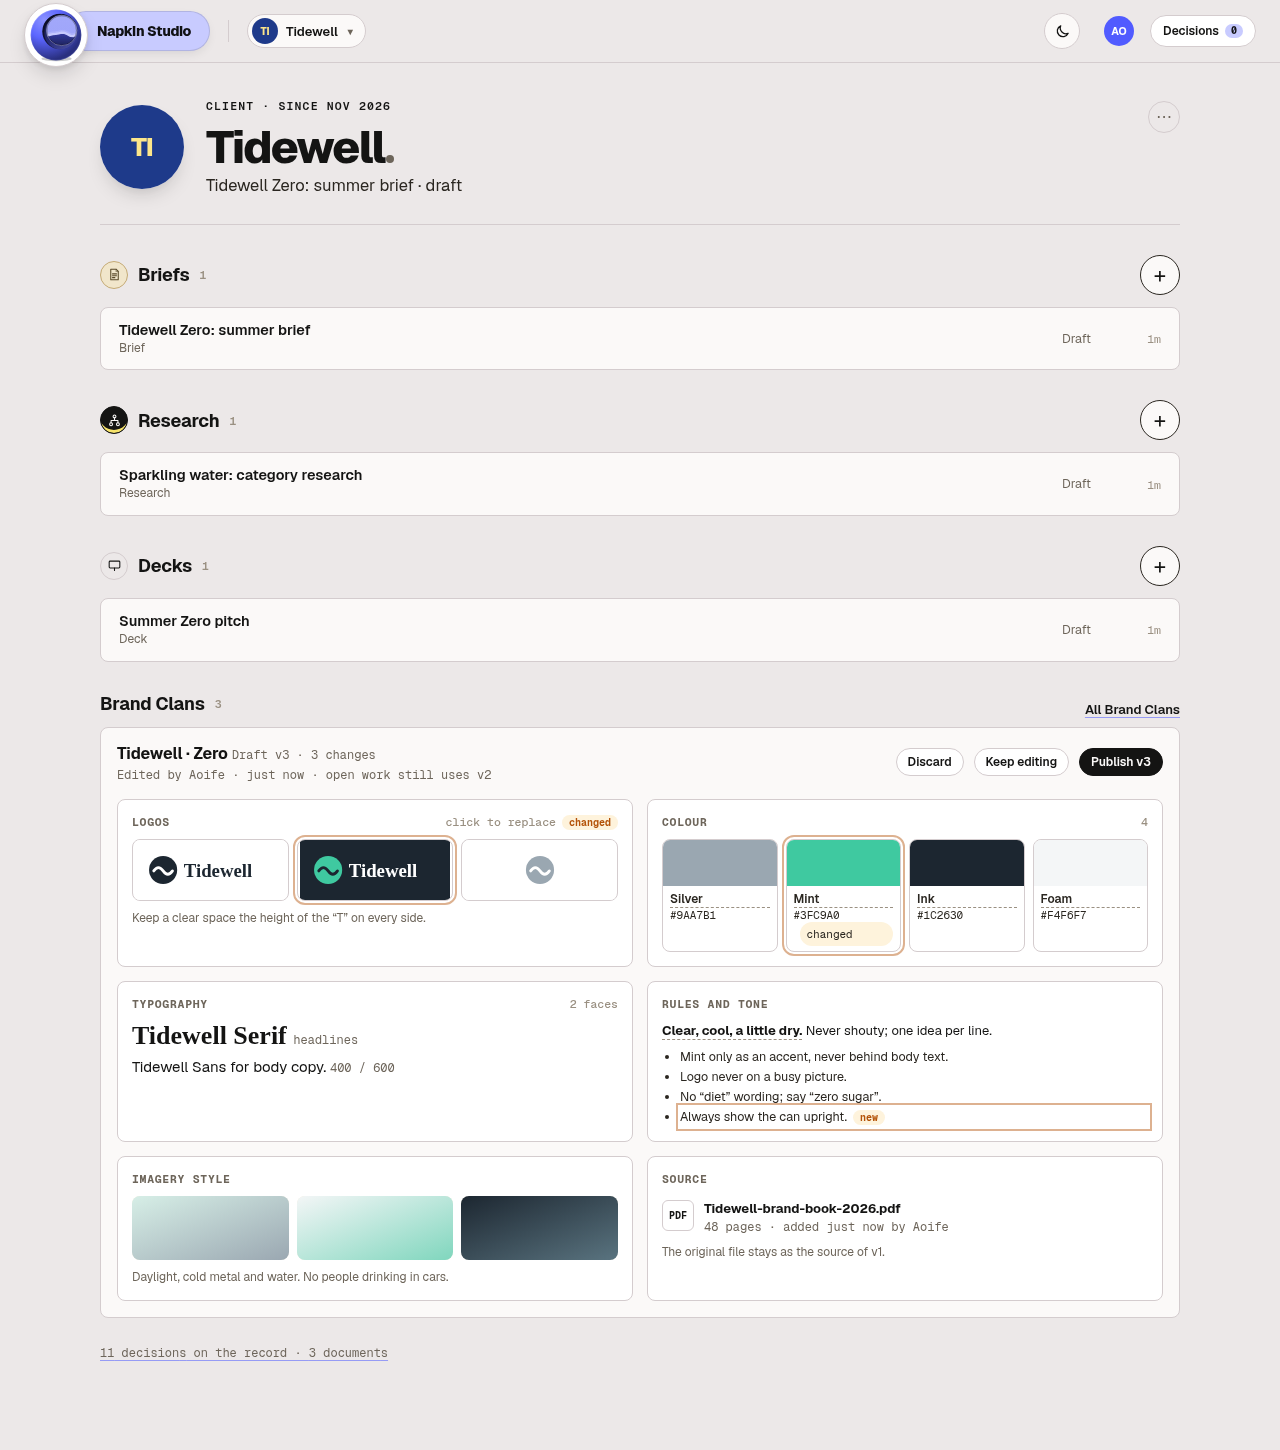 Napkin Studio
TI Tidewell ▾
AO
Decisions 0
TI
CLIENT · SINCE NOV 2026
Tidewell.
Tidewell Zero: summer brief · draft
Briefs 1
Tidewell Zero: summer brief
Brief
Draft 1m
Research 1
Sparkling water: category research
Research
Draft 1m
Decks 1
Summer Zero pitch
Deck
Draft 1m
Brand Clans 3
All Brand Clans
Tidewell · Zero Draft v3 · 3 changes
Edited by Aoife · just now · open work still uses v2
Discard
Keep editing
Publish v3
LOGOS
click to replace changed
Tidewell
Tidewell
Keep a clear space the height of the “T” on every side.
COLOUR 4
Silver
#9AA7B1
Mint
#3FC9A0
changed
Ink
#1C2630
Foam
#F4F6F7
TYPOGRAPHY 2 faces
Tidewell Serif headlines
Tidewell Sans for body copy. 400 / 600
RULES AND TONE
Clear, cool, a little dry. Never shouty; one idea per line.
• Mint only as an accent, never behind body text.
• Logo never on a busy picture.
• No “diet” wording; say “zero sugar”.
• Always show the can upright. new
IMAGERY STYLE
Daylight, cold metal and water. No people drinking in cars.
SOURCE
PDF
Tidewell-brand-book-2026.pdf
48 pages · added just now by Aoife
The original file stays as the source of v1.
11 decisions on the record · 3 documents